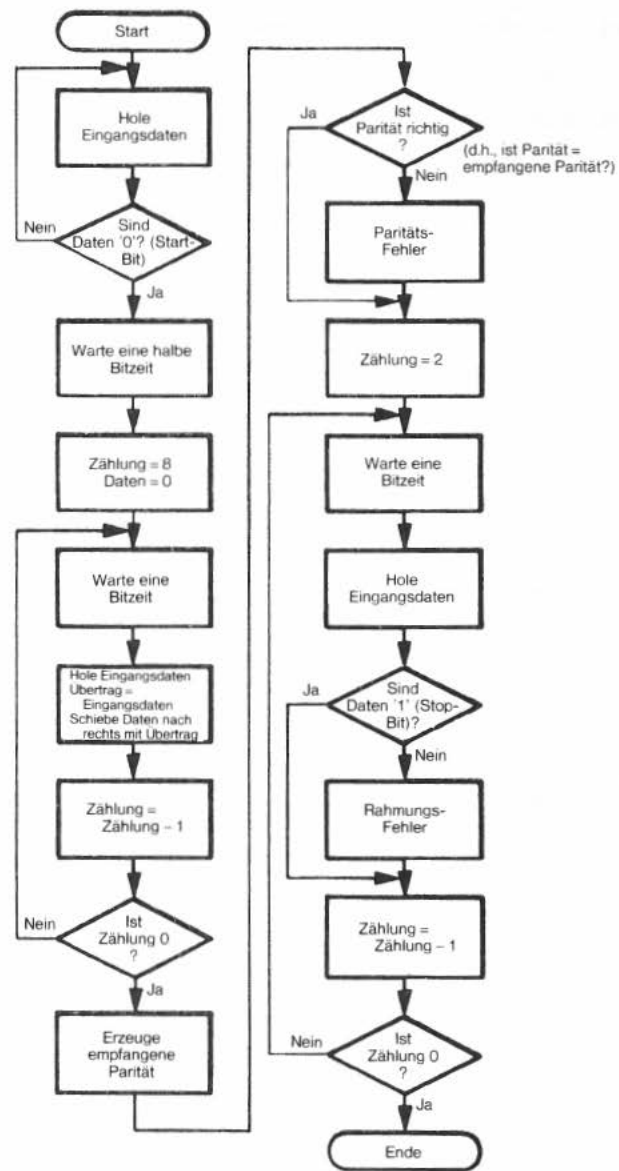 Start
Hole
Eingangsdaten
Nein
Sind
Daten '0'? (Start-
Bit)
Ja
Warte eine halbe
Bitzeit
Zählung = 8
Daten = 0
Warte eine
Bitzeit
Hole Eingangsdaten
Übertrag =
Eingangsdaten
Schiebe Daten nach
rechts mit Übertrag
Zählung =
Zählung – 1
Nein
Ist
Zählung 0
?
Ja
Erzeuge
empfangene
Parität
Ja
Ist
Parität richtig
?
(d.h., ist Parität =
empfangene Parität?)
Nein
Paritäts-
Fehler
Zählung = 2
Warte eine
Bitzeit
Hole
Eingangsdaten
Ja
Sind
Daten '1' (Stop-
Bit)?
Nein
Rahmungs-
Fehler
Zählung =
Zählung – 1
Nein
Ist
Zählung 0
?
Ja
Ende